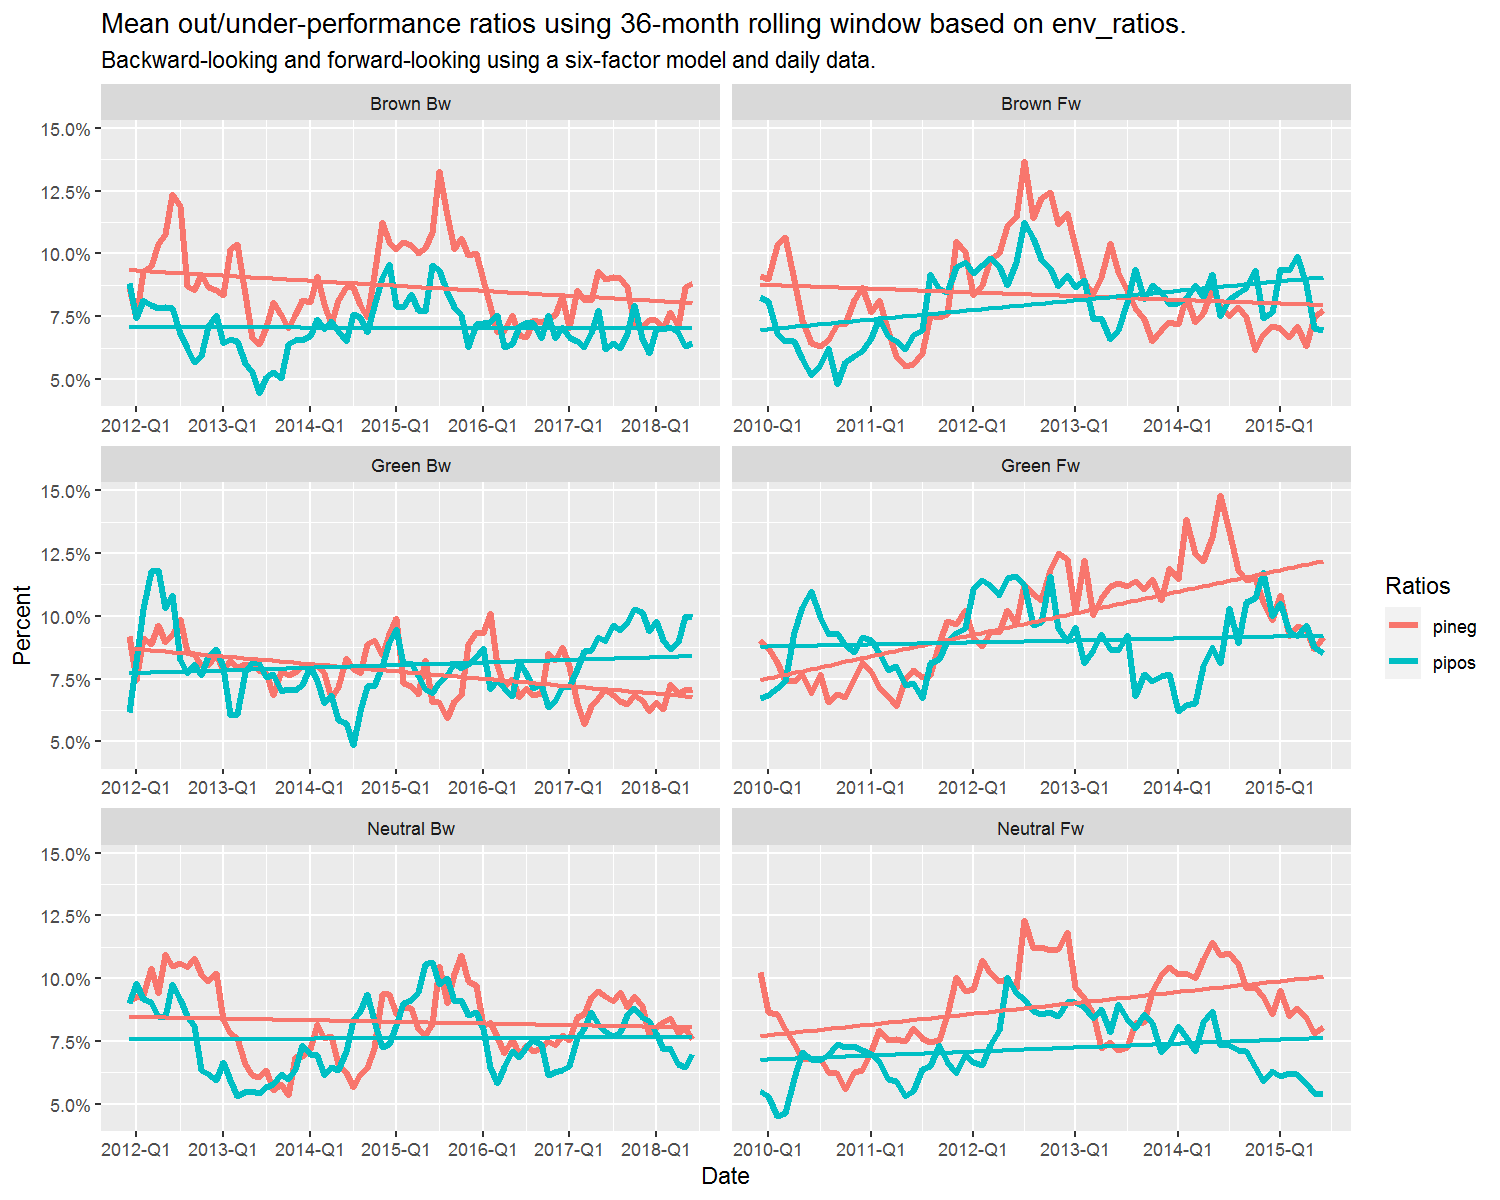 Mean out/under-performance ratios using 36-month rolling window based on env_ratios.
Backward-looking and forward-looking using a six-factor model and daily data.
Brown Bw
Brown Fw
15.0%
12.5%
10.0%
7.5%
5.0%
2012-Q1 2013-Q1 2014-Q1 2015-Q1 2016-Q1 2017-Q1 2018-Q1
2010-Q1 2011-Q1 2012-Q1 2013-Q1 2014-Q1 2015-Q1
Green Bw
Green Fw
15.0%
12.5%
10.0%
7.5%
5.0%
2012-Q1 2013-Q1 2014-Q1 2015-Q1 2016-Q1 2017-Q1 2018-Q1
2010-Q1 2011-Q1 2012-Q1 2013-Q1 2014-Q1 2015-Q1
Neutral Bw
Neutral Fw
15.0%
12.5%
10.0%
7.5%
5.0%
2012-Q1 2013-Q1 2014-Q1 2015-Q1 2016-Q1 2017-Q1 2018-Q1
2010-Q1 2011-Q1 2012-Q1 2013-Q1 2014-Q1 2015-Q1
Percent
Date
Ratios
pineg
pipos